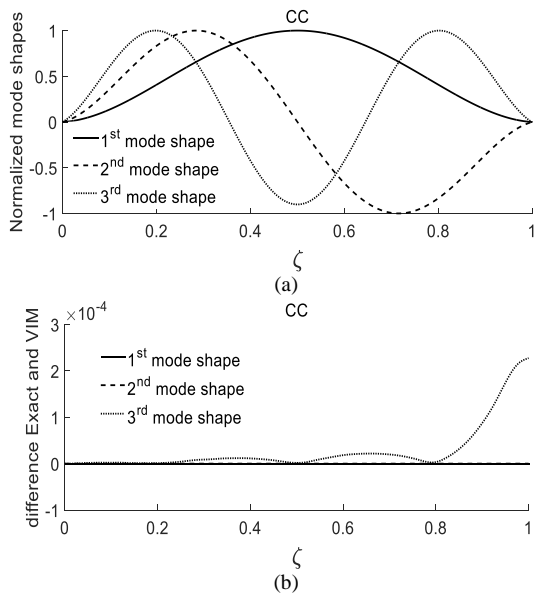 CC
Normalized mode shapes
1
0.5
0
-0.5
-1
1st mode shape
2nd mode shape
3rd mode shape
0 0.2 0.4 0.6 0.8 1
ζ
(a)
CC
×10-4
difference Exact and VIM
3
2
1
0
-1
1st mode shape
2nd mode shape
3rd mode shape
0 0.2 0.4 0.6 0.8 1
ζ
(b)